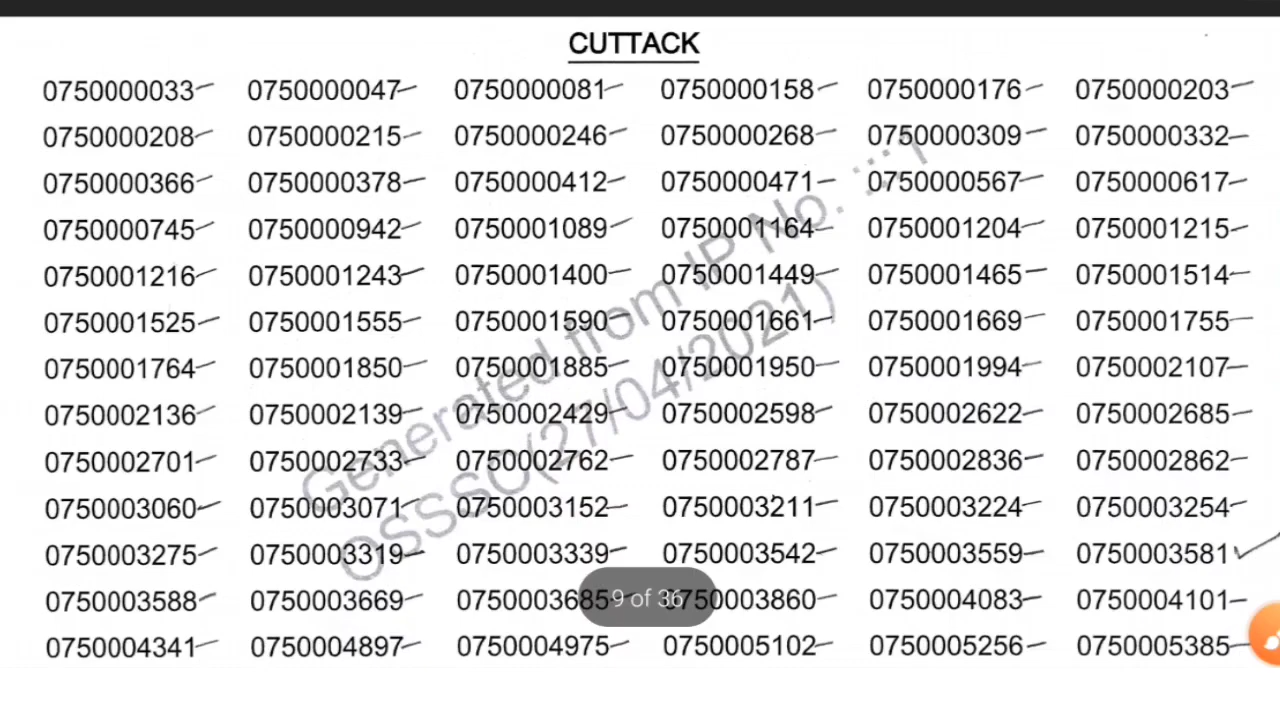 CUTTACK
0750000033 0750000047 0750000081 0750000158 0750000176 0750000203
0750000208 0750000215 0750000246 0750000268 0750000309 0750000332
0750000366 0750000378 0750000412 0750000471 0750000567 0750000617
0750000745 0750000942 0750001089 0750001164 0750001204 0750001215
0750001216 0750001243 0750001400 0750001449 0750001465 0750001514
0750001525 0750001555 0750001590 0750001661 0750001669 0750001755
0750001764 0750001850 0750001885 0750001950 0750001994 0750002107
0750002136 0750002139 0750002429 0750002598 0750002622 0750002685
0750002701 0750002733 0750002762 0750002787 0750002836 0750002862
0750003060 0750003071 0750003152 0750003211 0750003224 0750003254
0750003275 0750003319 0750003339 0750003542 0750003559 0750003581
0750003588 0750003669 0750003685 0750003860 0750004083 0750004101
0750004341 0750004897 0750004975 0750005102 0750005256 0750005385
Generated from IP No. :::1
OSSSC(27/04/2021)
9 of 36